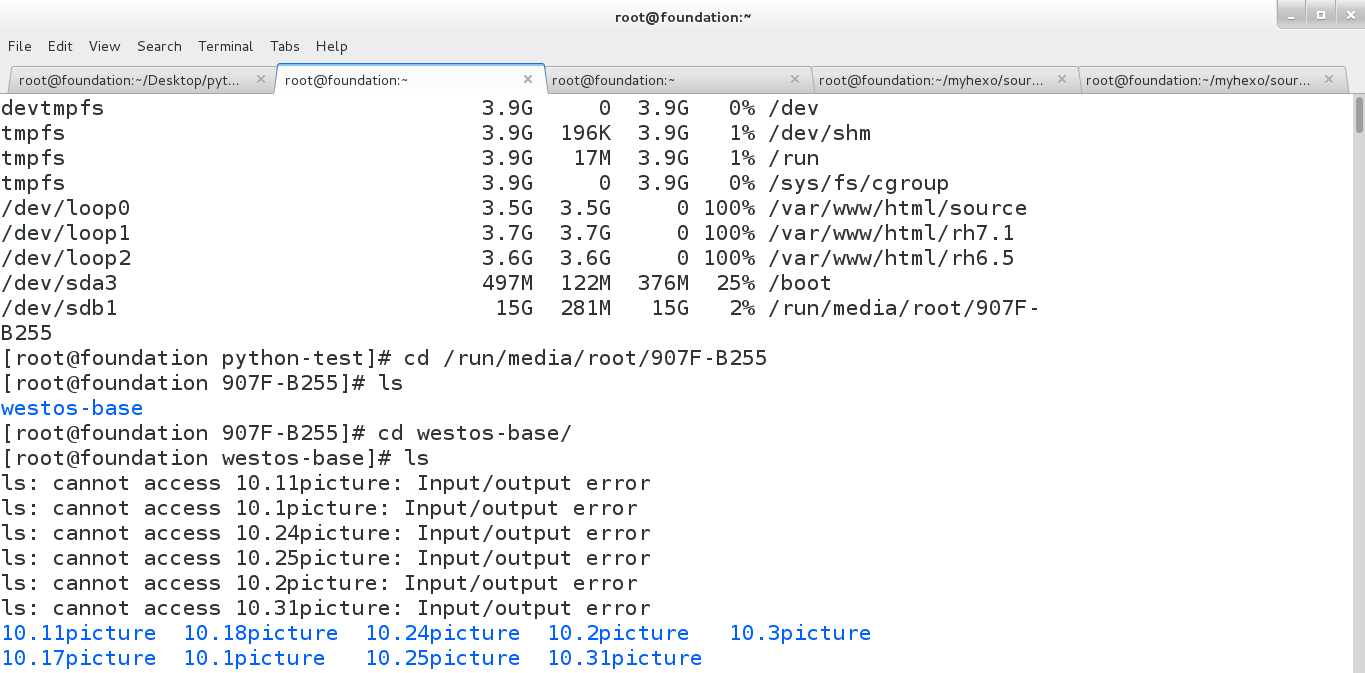 root@foundation:~
File Edit View Search Terminal Tabs Help
root@foundation:~/Desktop/pyt... root@foundation:~ root@foundation:~ root@foundation:~/myhexo/sour... root@foundation:~/myhexo/sour...
devtmpfs 3.9G 0 3.9G 0% /dev
tmpfs 3.9G 196K 3.9G 1% /dev/shm
tmpfs 3.9G 17M 3.9G 1% /run
tmpfs 3.9G 0 3.9G 0% /sys/fs/cgroup
/dev/loop0 3.5G 3.5G 0 100% /var/www/html/source
/dev/loop1 3.7G 3.7G 0 100% /var/www/html/rh7.1
/dev/loop2 3.6G 3.6G 0 100% /var/www/html/rh6.5
/dev/sda3 497M 122M 376M 25% /boot
/dev/sdb1 15G 281M 15G 2% /run/media/root/907F-
B255
[root@foundation python-test]# cd /run/media/root/907F-B255
[root@foundation 907F-B255]# ls
westos-base
[root@foundation 907F-B255]# cd westos-base/
[root@foundation westos-base]# ls
ls: cannot access 10.11picture: Input/output error
ls: cannot access 10.1picture: Input/output error
ls: cannot access 10.24picture: Input/output error
ls: cannot access 10.25picture: Input/output error
ls: cannot access 10.2picture: Input/output error
ls: cannot access 10.31picture: Input/output error
10.11picture 10.18picture 10.24picture 10.2picture 10.3picture
10.17picture 10.1picture 10.25picture 10.31picture